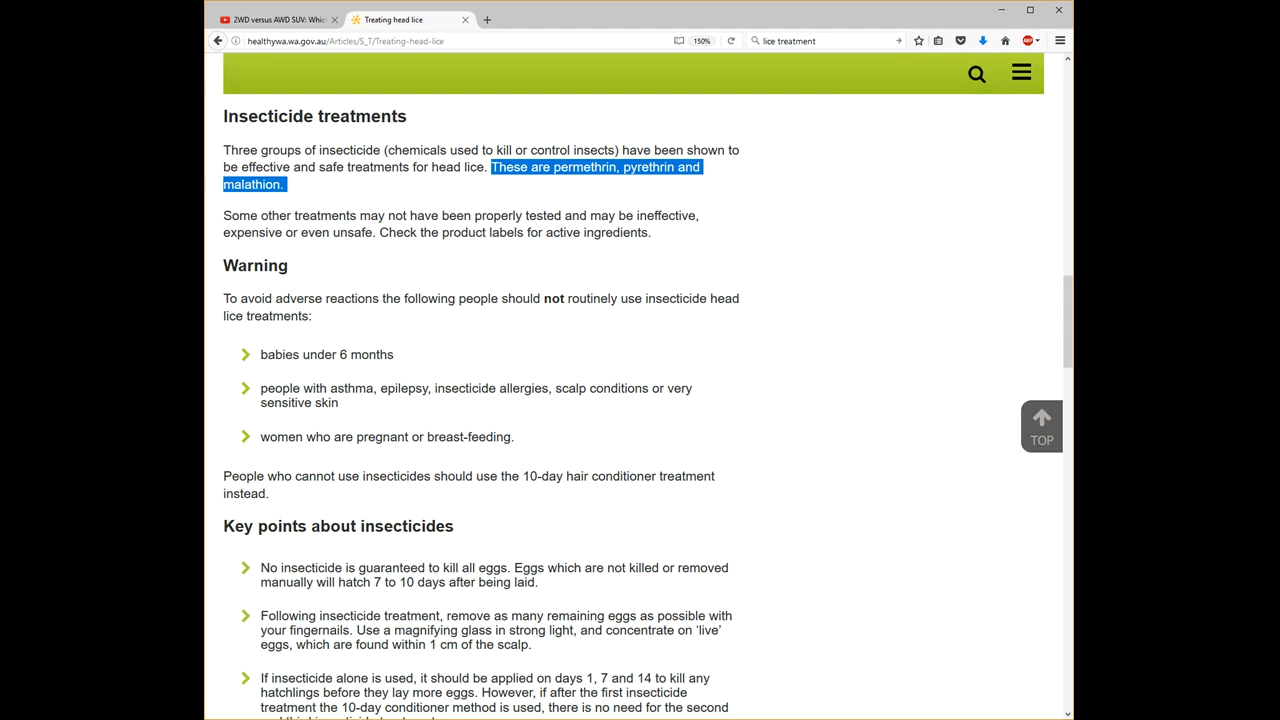 2WD versus AWD SUV: Whic
Treating head lice
healthywa.wa.gov.au/Articles/S_T/Treating-head-lice
150%
lice treatment
ABP
Insecticide treatments
Three groups of insecticide (chemicals used to kill or control insects) have been shown to
be effective and safe treatments for head lice. These are permethrin, pyrethrin and
malathion.
Some other treatments may not have been properly tested and may be ineffective,
expensive or even unsafe. Check the product labels for active ingredients.
Warning
To avoid adverse reactions the following people should not routinely use insecticide head
lice treatments:
babies under 6 months
people with asthma, epilepsy, insecticide allergies, scalp conditions or very
sensitive skin
women who are pregnant or breast-feeding.
People who cannot use insecticides should use the 10-day hair conditioner treatment
instead.
TOP
Key points about insecticides
No insecticide is guaranteed to kill all eggs. Eggs which are not killed or removed
manually will hatch 7 to 10 days after being laid.
Following insecticide treatment, remove as many remaining eggs as possible with
your fingernails. Use a magnifying glass in strong light, and concentrate on ‘live’
eggs, which are found within 1 cm of the scalp.
If insecticide alone is used, it should be applied on days 1, 7 and 14 to kill any
hatchlings before they lay more eggs. However, if after the first insecticide
treatment the 10-day conditioner method is used, there is no need for the second